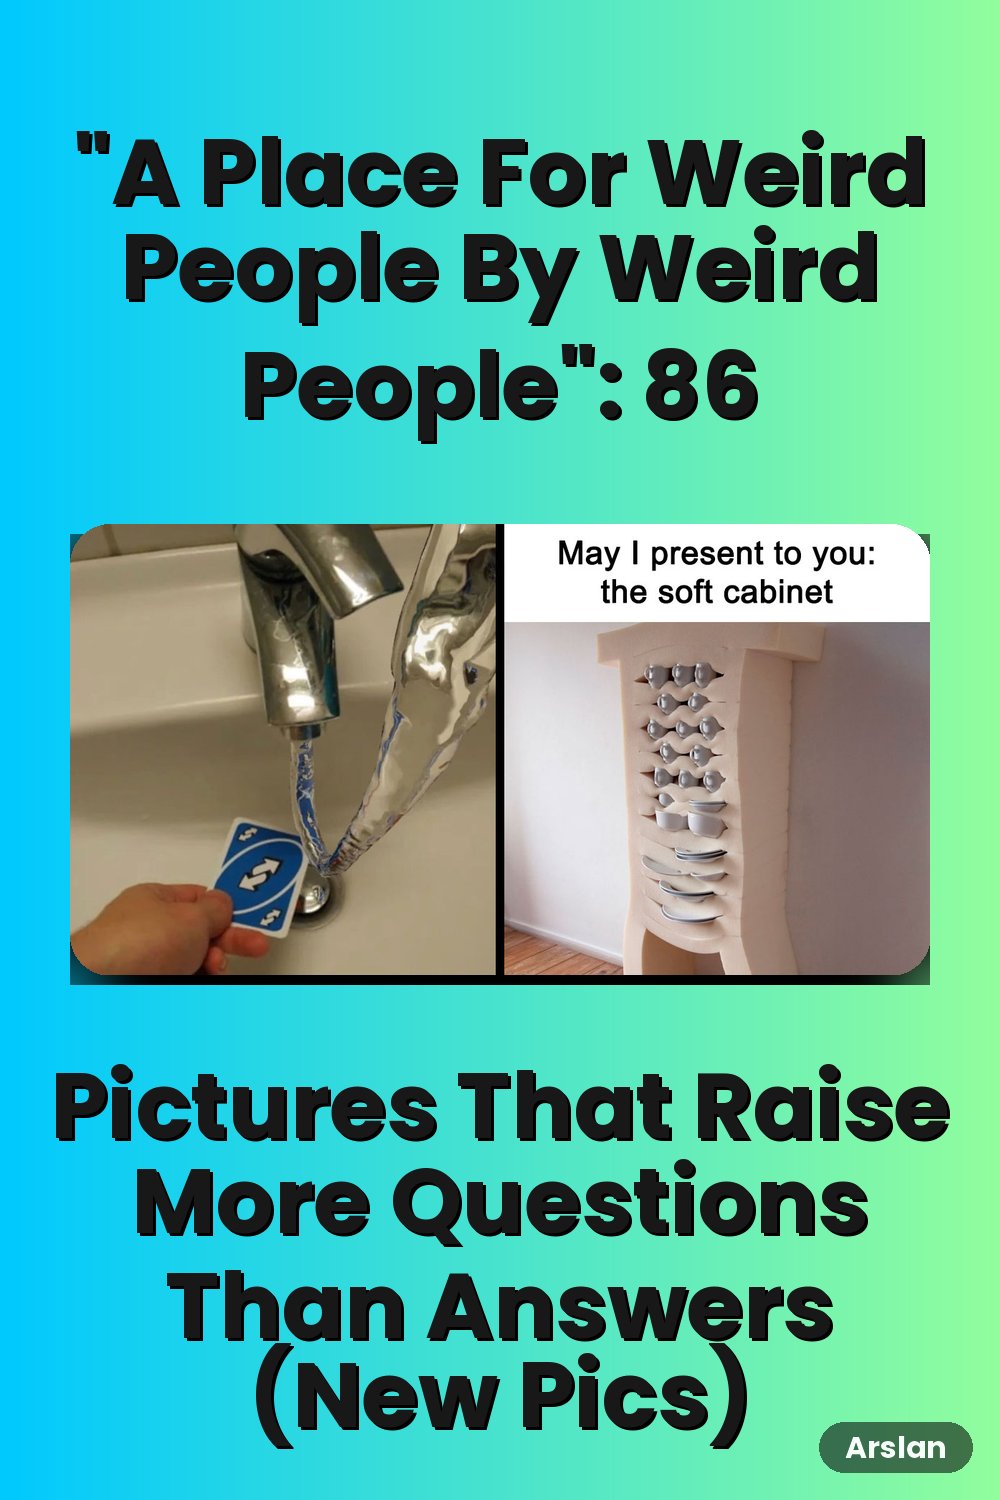 "A Place For Weird
People By Weird
People": 86
May I present to you:
the soft cabinet
Pictures That Raise
More Questions
Than Answers
(New Pics)
Arslan